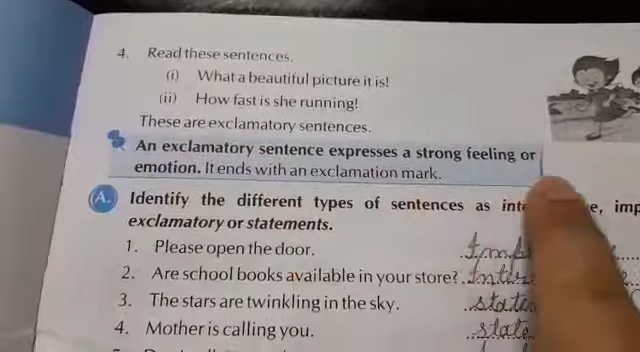 4. Read these sentences.
(i) What a beautiful picture it is!
(ii) How fast is she running!
These are exclamatory sentences.
An exclamatory sentence expresses a strong feeling or
emotion. It ends with an exclamation mark.
A. Identify the different types of sentences as
exclamatory or statements.
1. Please open the door.
2. Are school books available in your store?
3. The stars are twinkling in the sky.
4. Mother is calling you.